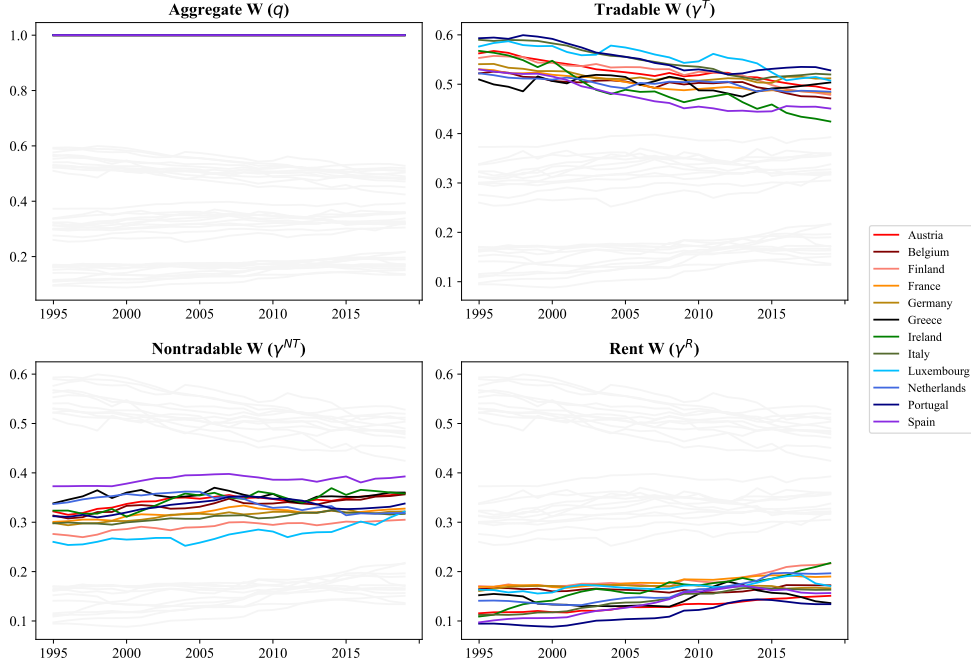 Aggregate W (q)
1.0
0.8
0.6
0.4
0.2
1995 2000 2005 2010 2015
Tradable W (γ^T)
0.6
0.5
0.4
0.3
0.2
0.1
1995 2000 2005 2010 2015
Nontradable W (γ^NT)
0.6
0.5
0.4
0.3
0.2
0.1
1995 2000 2005 2010 2015
Rent W (γ^R)
0.6
0.5
0.4
0.3
0.2
0.1
1995 2000 2005 2010 2015
Austria
Belgium
Finland
France
Germany
Greece
Ireland
Italy
Luxembourg
Netherlands
Portugal
Spain